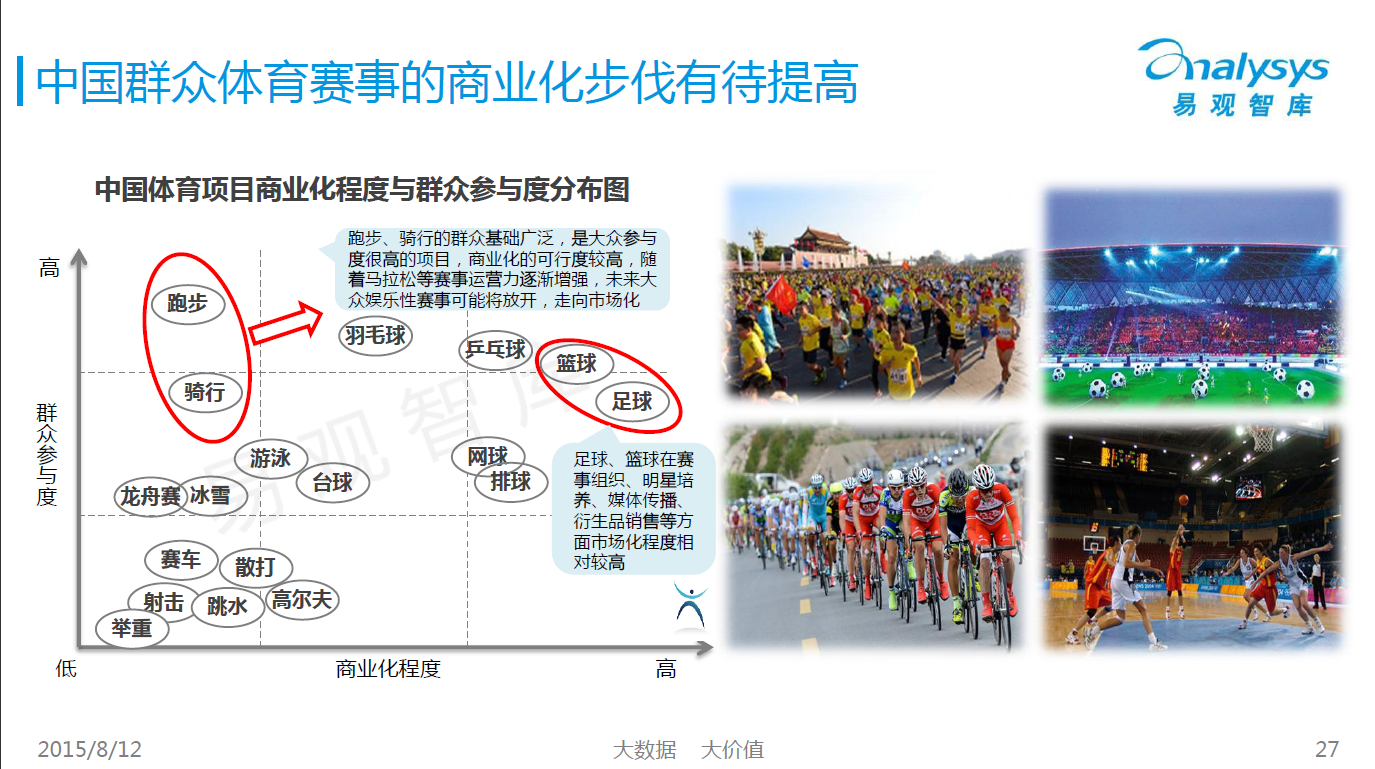 中国群众体育赛事的商业化步伐有待提高
analysys
易观智库
中国体育项目商业化程度与群众参与度分布图
跑步、骑行的群众基础广泛，是大众参与
度很高的项目，商业化的可行度较高，随
着马拉松等赛事运营力逐渐增强，未来大
众娱乐性赛事可能将放开，走向市场化
高
跑步
羽毛球
乒乓球
篮球
骑行
足球
群众参与度
游泳
网球
台球
排球
龙舟赛
冰雪
足球、篮球在赛
事组织、明星培
养、媒体传播、
衍生品销售等方
面市场化程度相
对较高
赛车
散打
射击
跳水
高尔夫
举重
易观智库
低
商业化程度
高
2015/8/12
大数据 大价值
27